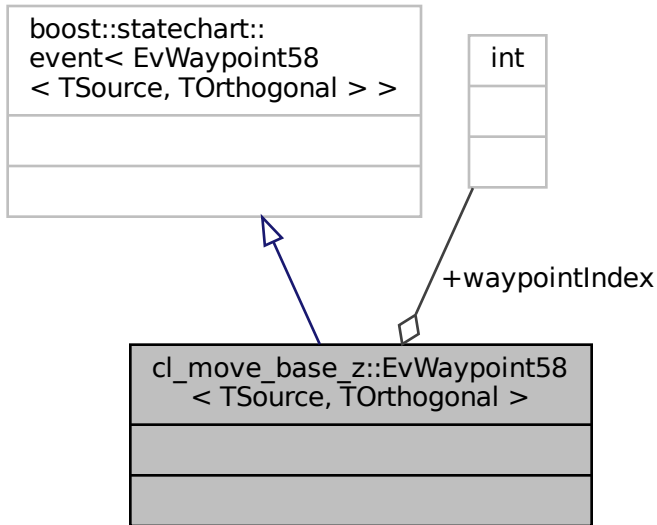 boost::statechart::
event< EvWaypoint58
< TSource, TOrthogonal > >
int
+waypointIndex
cl_move_base_z::EvWaypoint58
< TSource, TOrthogonal >